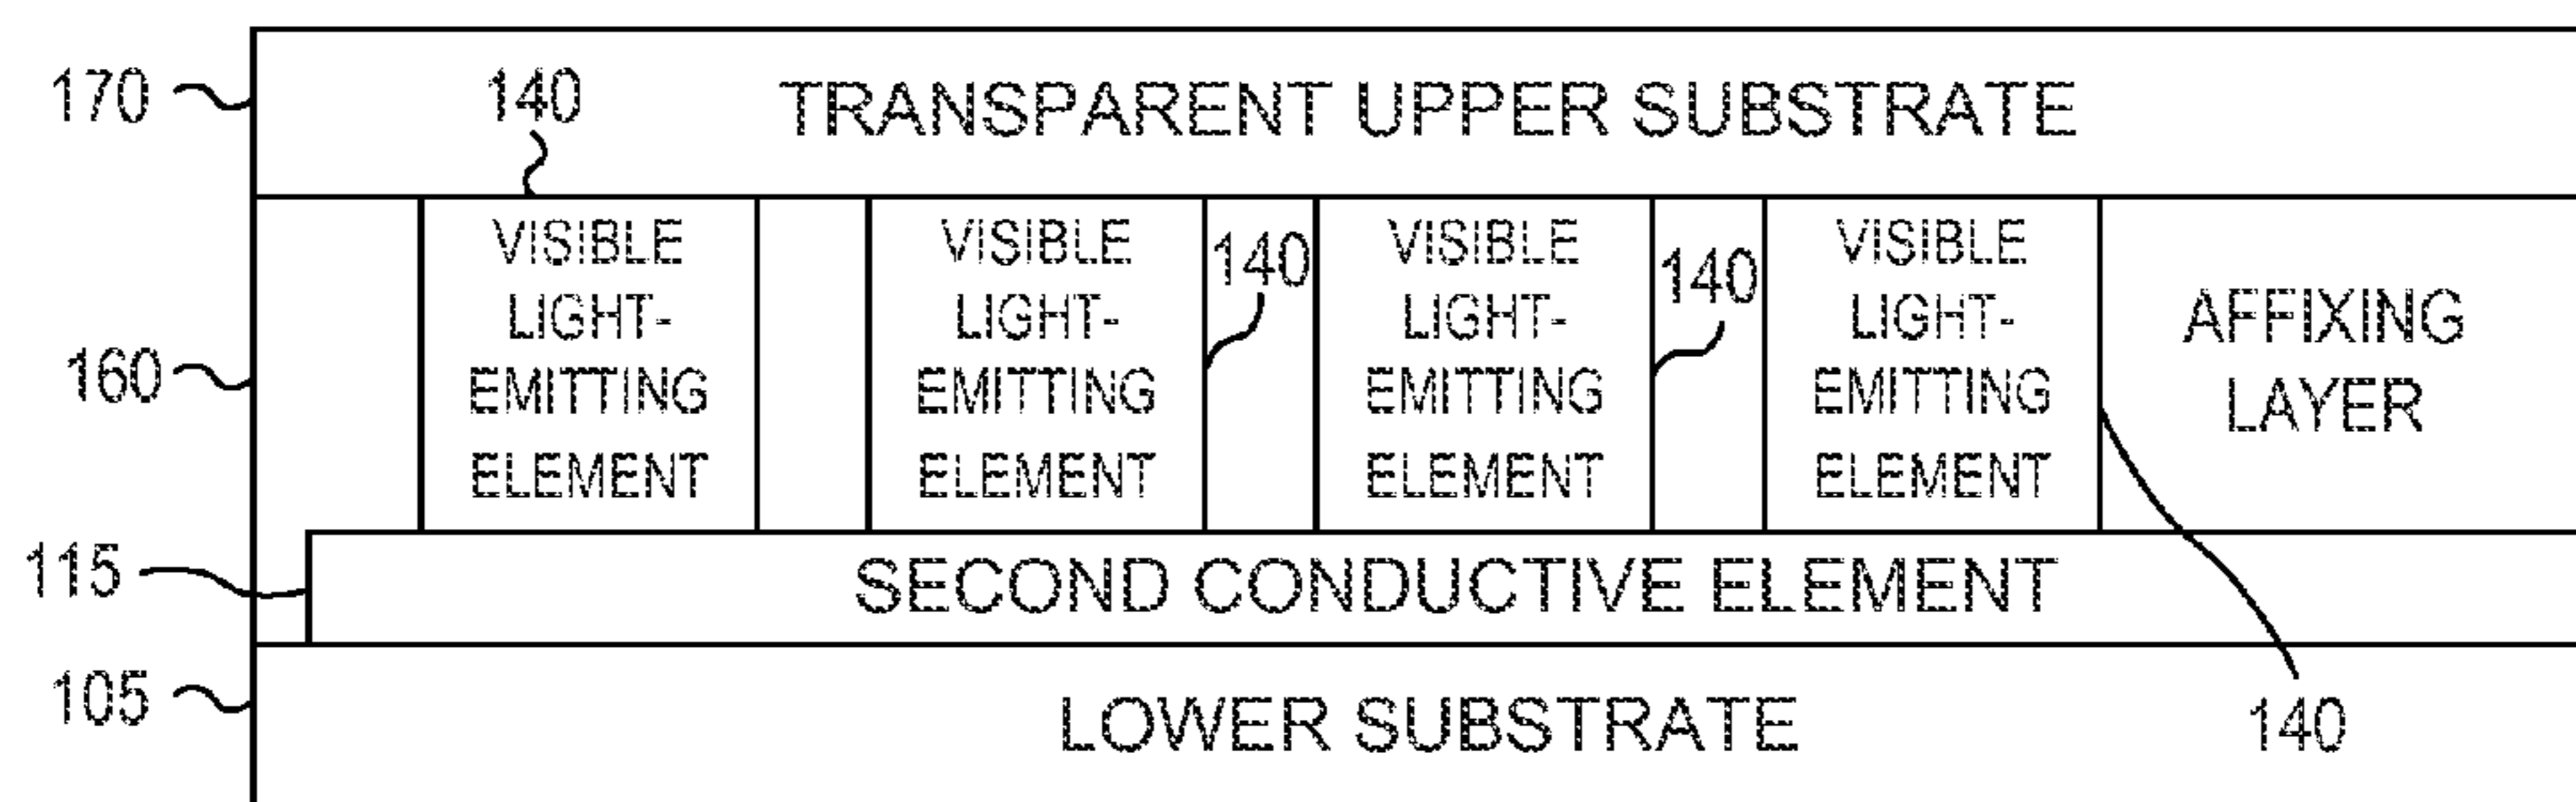 170
140
TRANSPARENT UPPER SUBSTRATE
VISIBLE
LIGHT-
EMITTING
ELEMENT
VISIBLE
LIGHT-
EMITTING
ELEMENT
140
VISIBLE
LIGHT-
EMITTING
ELEMENT
140
VISIBLE
LIGHT-
EMITTING
ELEMENT
AFFIXING
LAYER
160
115
SECOND CONDUCTIVE ELEMENT
105
LOWER SUBSTRATE
140